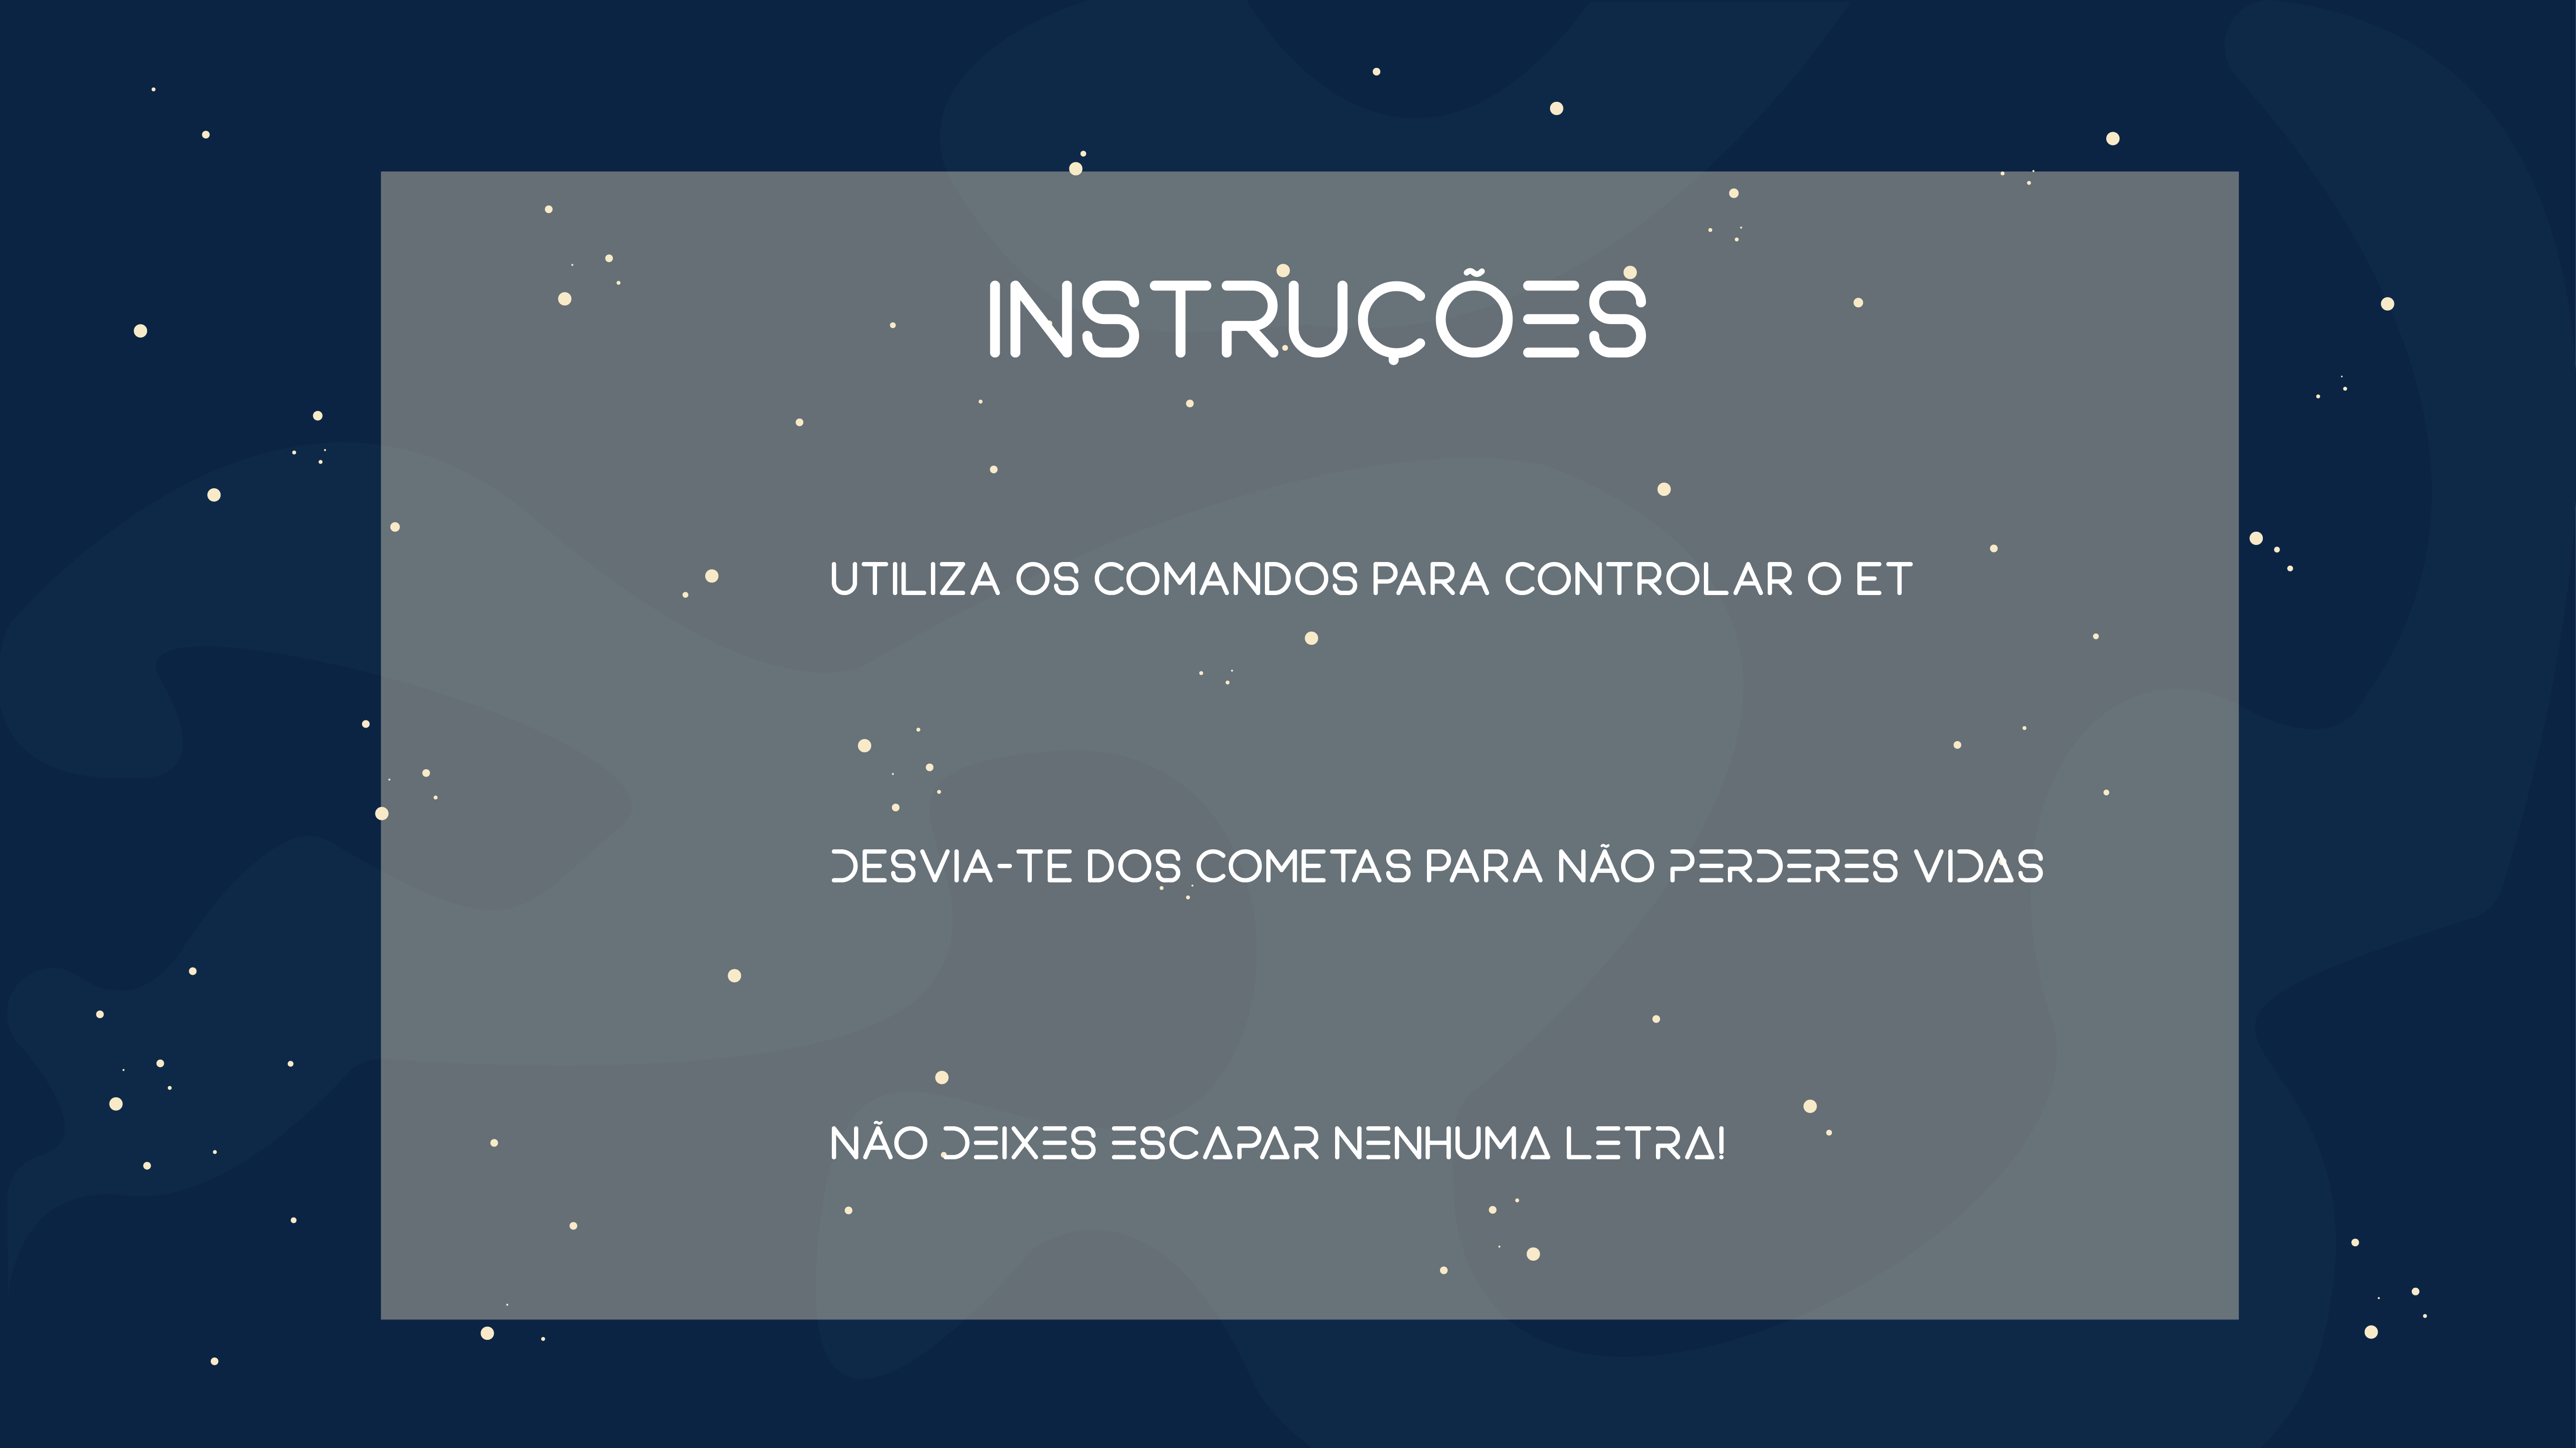 INSTRUÇÕES
UTILIZA OS COMANDOS PARA CONTROLAR O ET
DESVIA-TE DOS COMETAS PARA NÃO PERDERES VIDAS
NÃO DEIXES ESCAPAR NENHUMA LETRA!